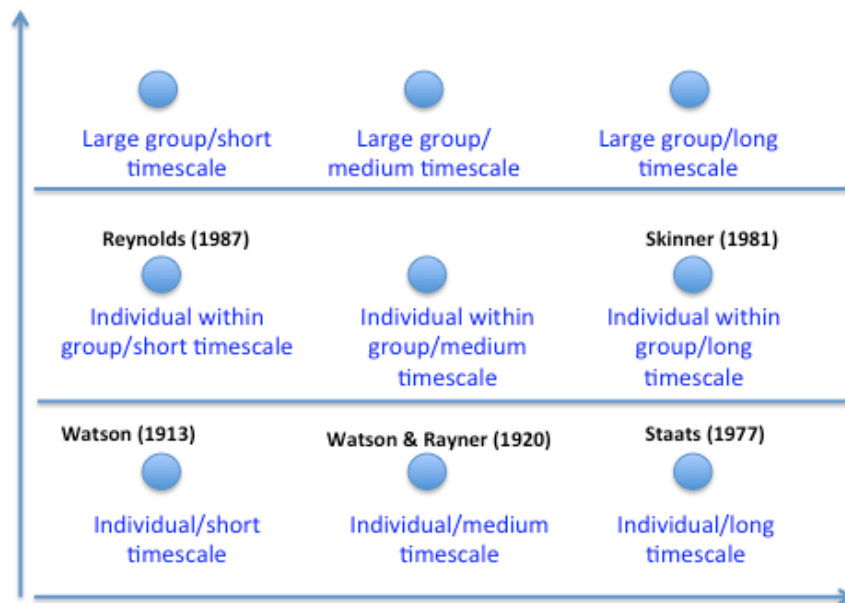 Large group/short
timescale
Large group/
medium timescale
Large group/long
timescale
Reynolds (1987)
Skinner (1981)
Individual within
group/short timescale
Individual within
group/medium
timescale
Individual within
group/long
timescale
Watson (1913)
Watson & Rayner (1920)
Staats (1977)
Individual/short
timescale
Individual/medium
timescale
Individual/long
timescale